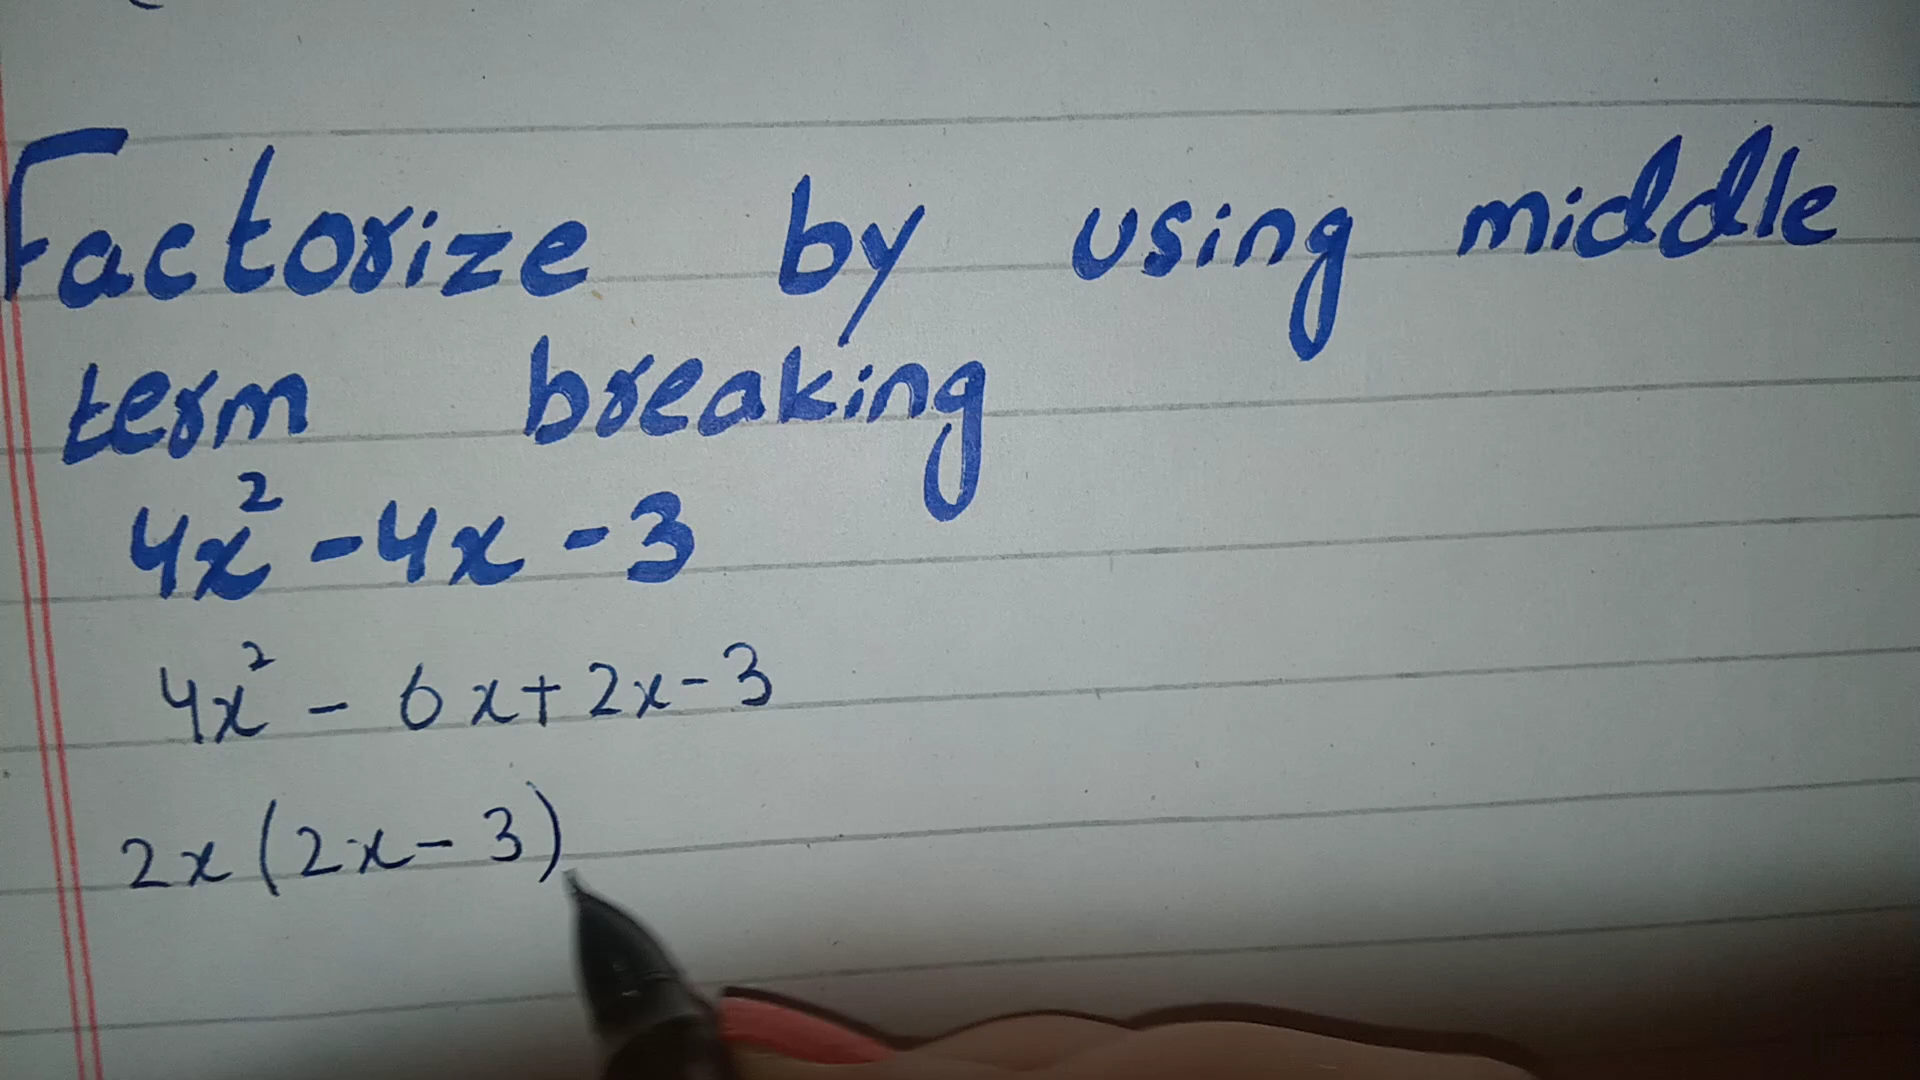 Factorize by using middle
term breaking
4x² - 4x - 3
4x² - 6x + 2x - 3
2x (2x - 3)